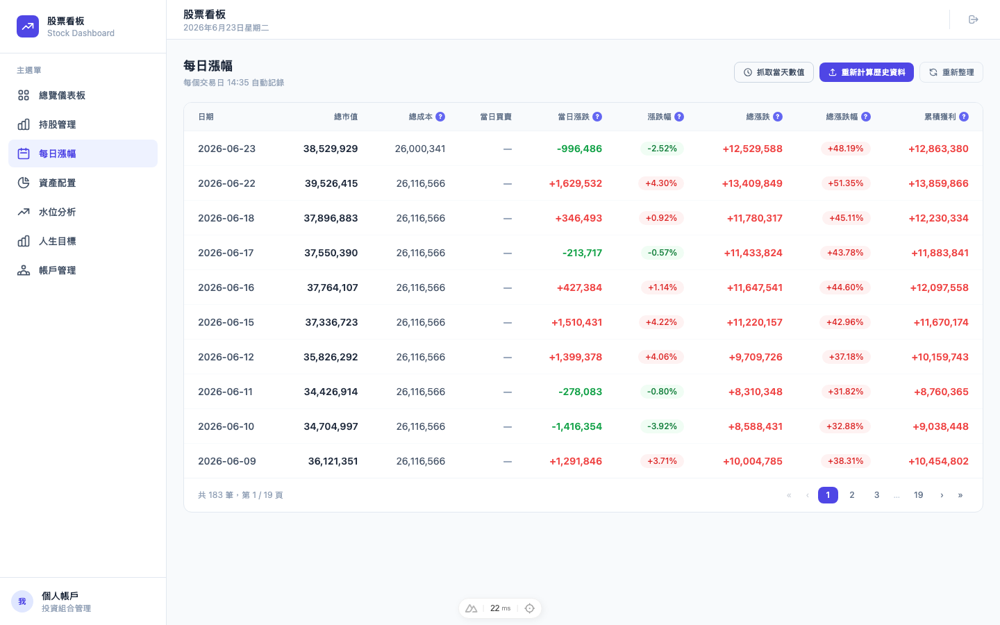 股票看板
Stock Dashboard
主選單
總覽儀表板
持股管理
每日漲幅
資產配置
水位分析
人生目標
帳戶管理
我
個人帳戶
投資組合管理
股票看板
2026年6月23日星期二
每日漲幅
每個交易日 14:35 自動記錄
抓取當天數值
重新計算歷史資料
重新整理
日期 總市值 總成本 ? 當日買賣 當日漲跌 ? 漲跌幅 ? 總漲跌 ? 總漲跌幅 ? 累積獲利 ?
2026-06-23 38,529,929 26,000,341 — -996,486 -2.52% +12,529,588 +48.19% +12,863,380
2026-06-22 39,526,415 26,116,566 — +1,629,532 +4.30% +13,409,849 +51.35% +13,859,866
2026-06-18 37,896,883 26,116,566 — +346,493 +0.92% +11,780,317 +45.11% +12,230,334
2026-06-17 37,550,390 26,116,566 — -213,717 -0.57% +11,433,824 +43.78% +11,883,841
2026-06-16 37,764,107 26,116,566 — +427,384 +1.14% +11,647,541 +44.60% +12,097,558
2026-06-15 37,336,723 26,116,566 — +1,510,431 +4.22% +11,220,157 +42.96% +11,670,174
2026-06-12 35,826,292 26,116,566 — +1,399,378 +4.06% +9,709,726 +37.18% +10,159,743
2026-06-11 34,426,914 26,116,566 — -278,083 -0.80% +8,310,348 +31.82% +8,760,365
2026-06-10 34,704,997 26,116,566 — -1,416,354 -3.92% +8,588,431 +32.88% +9,038,448
2026-06-09 36,121,351 26,116,566 — +1,291,846 +3.71% +10,004,785 +38.31% +10,454,802
共 183 筆，第 1 / 19 頁
« ‹ 1 2 3 ... 19 › »
22 ms